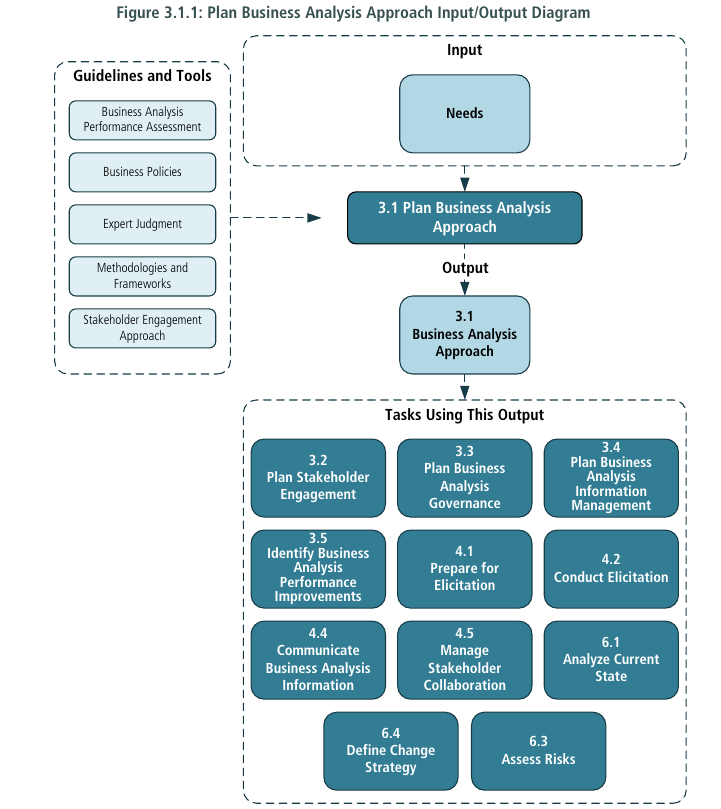 Figure 3.1.1: Plan Business Analysis Approach Input/Output Diagram
Input
Needs
Guidelines and Tools
Business Analysis
Performance Assessment
Business Policies
Expert Judgment
Methodologies and
Frameworks
Stakeholder Engagement
Approach
3.1 Plan Business Analysis
Approach
Output
3.1
Business Analysis
Approach
Tasks Using This Output
3.2
Plan Stakeholder
Engagement
3.3
Plan Business
Analysis
Governance
3.4
Plan Business
Analysis
Information
Management
3.5
Identify Business
Analysis
Performance
Improvements
4.1
Prepare for
Elicitation
4.2
Conduct Elicitation
4.4
Communicate
Business Analysis
Information
4.5
Manage
Stakeholder
Collaboration
6.1
Analyze Current
State
6.4
Define Change
Strategy
6.3
Assess Risks